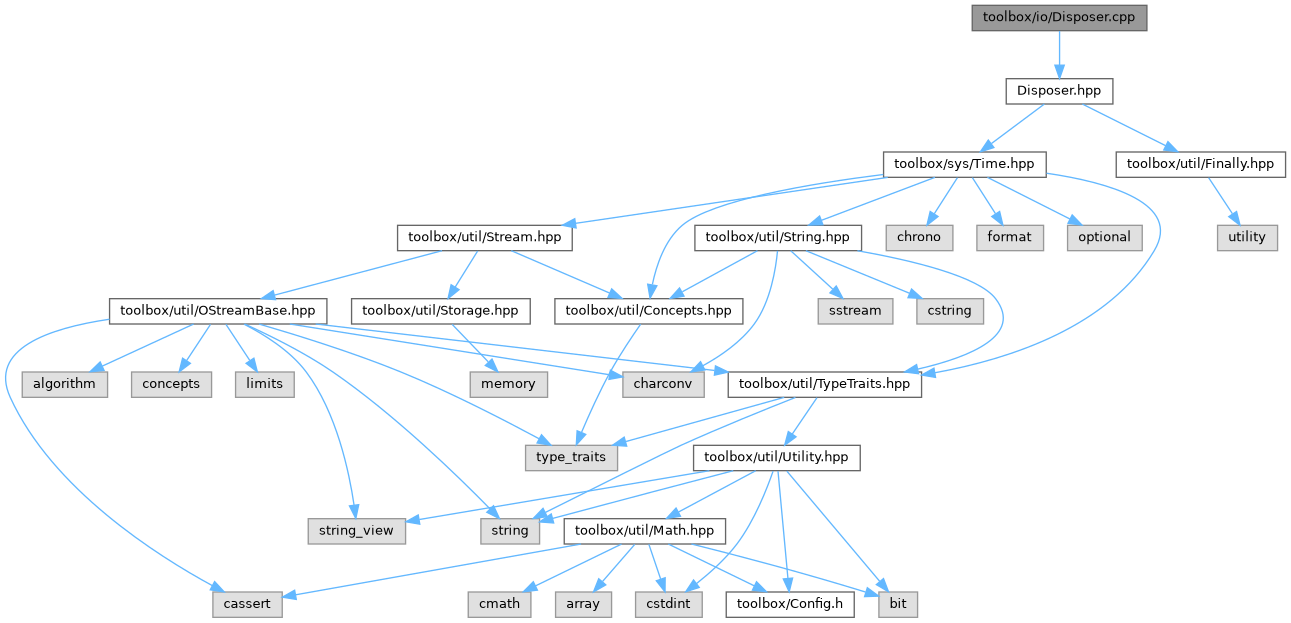 toolbox/io/Disposer.cpp
Disposer.hpp
toolbox/sys/Time.hpp
toolbox/util/Finally.hpp
toolbox/util/Stream.hpp
toolbox/util/String.hpp
chrono
format
optional
utility
toolbox/util/OStreamBase.hpp
toolbox/util/Storage.hpp
toolbox/util/Concepts.hpp
sstream
cstring
algorithm
concepts
limits
memory
charconv
toolbox/util/TypeTraits.hpp
type_traits
toolbox/util/Utility.hpp
string_view
string
toolbox/util/Math.hpp
cassert
cmath
array
cstdint
toolbox/Config.h
bit